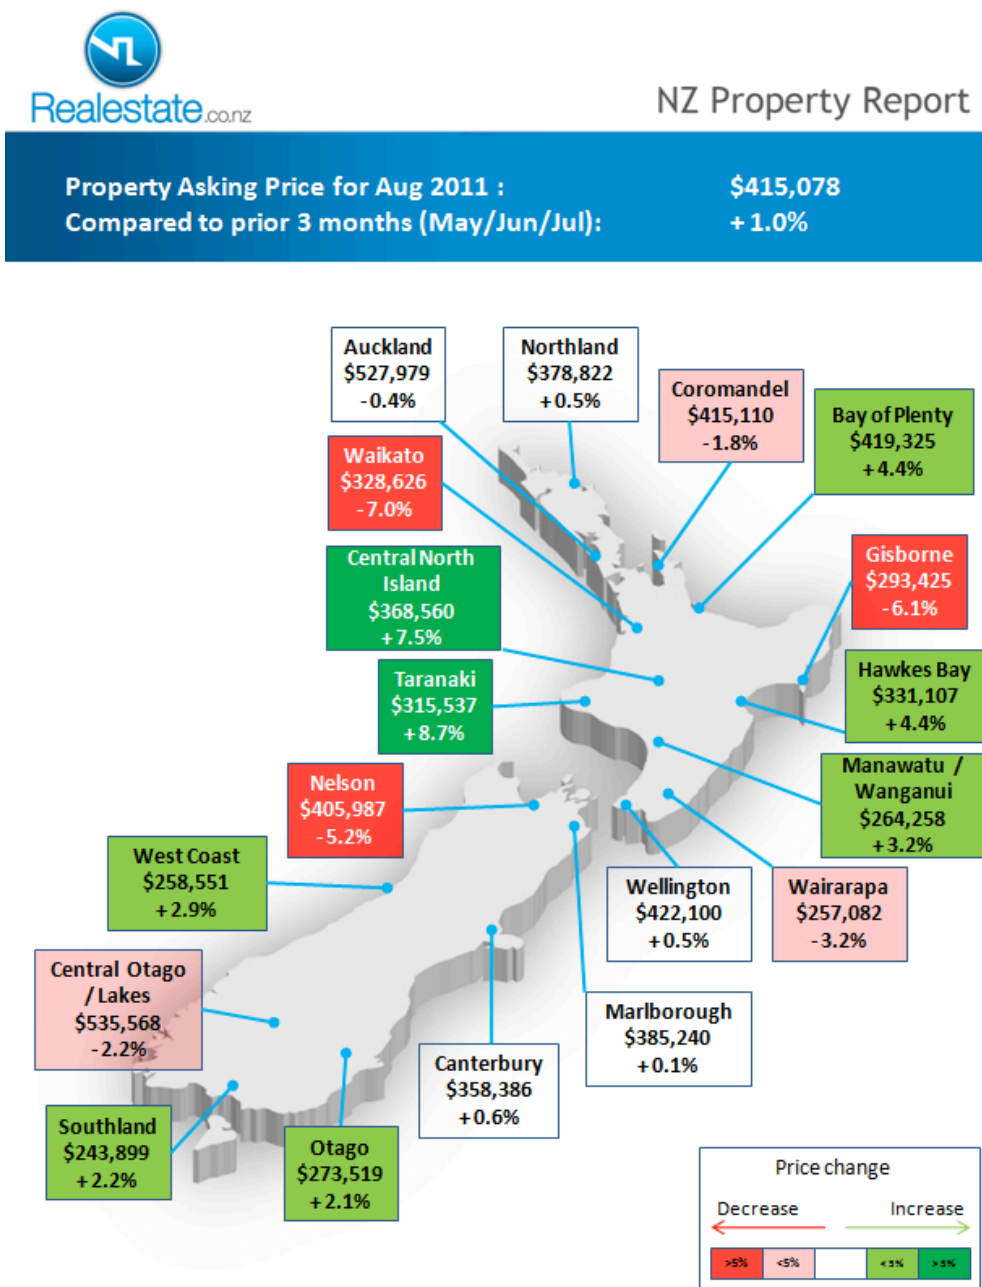 Realestate.co.nz
NZ Property Report
Property Asking Price for Aug 2011 : $415,078
Compared to prior 3 months (May/Jun/Jul): + 1.0%
Auckland
$527,979
- 0.4%
Northland
$378,822
+ 0.5%
Coromandel
$415,110
- 1.8%
Bay of Plenty
$419,325
+ 4.4%
Waikato
$328,626
- 7.0%
Central North
Island
$368,560
+ 7.5%
Gisborne
$293,425
- 6.1%
Taranaki
$315,537
+ 8.7%
Hawkes Bay
$331,107
+ 4.4%
Nelson
$405,987
- 5.2%
Manawatu /
Wanganui
$264,258
+ 3.2%
West Coast
$258,551
+ 2.9%
Wellington
$422,100
+ 0.5%
Wairarapa
$257,082
- 3.2%
Central Otago
/ Lakes
$535,568
- 2.2%
Marlborough
$385,240
+ 0.1%
Canterbury
$358,386
+ 0.6%
Southland
$243,899
+ 2.2%
Otago
$273,519
+ 2.1%
Price change
Decrease Increase
>5% <5% <5% >5%